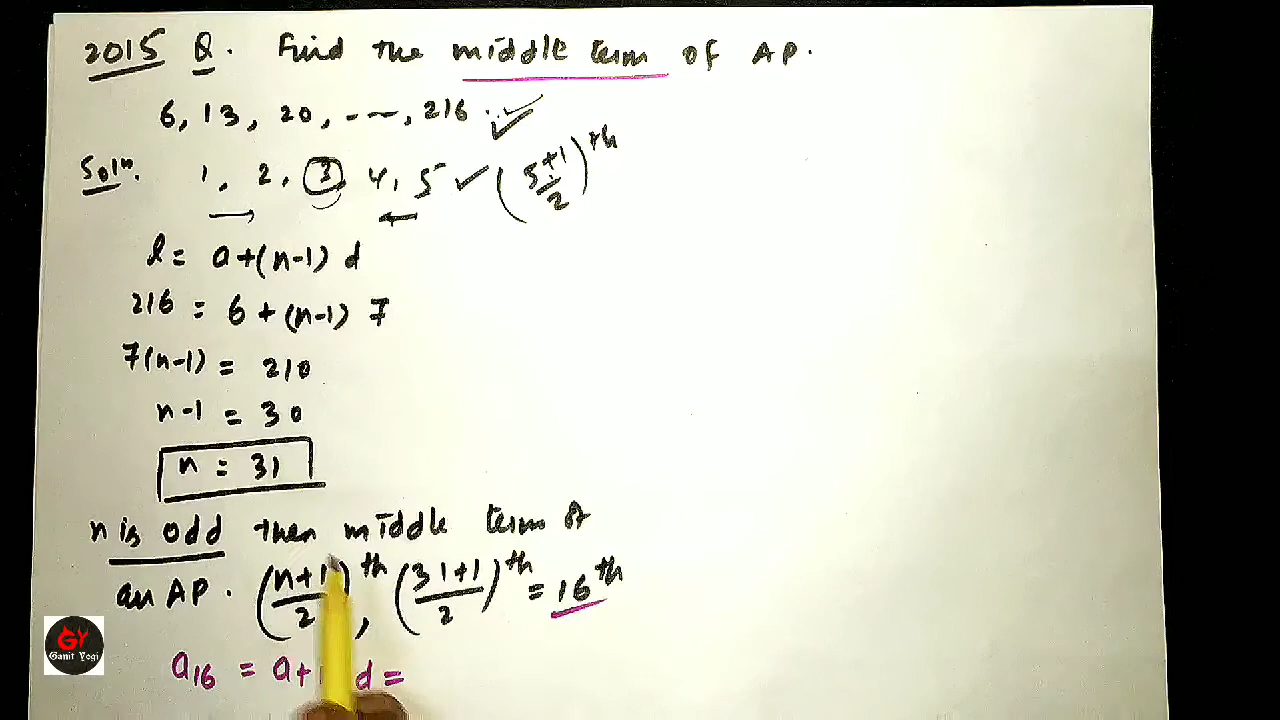 2015 Q. Find the middle term of AP.
6, 13, 20, ----, 216 ..
Soln. 1, 2, 3, 4, 5 (5+1/2)th
l = a+(n-1) d
216 = 6 + (n-1) 7
7(n-1) = 210
n-1 = 30
n = 31
n is odd then middle term of
an AP. (n+1/2)th, (31+1/2)th = 16th
a16 = a+ d =
GY
Ganit Yogi